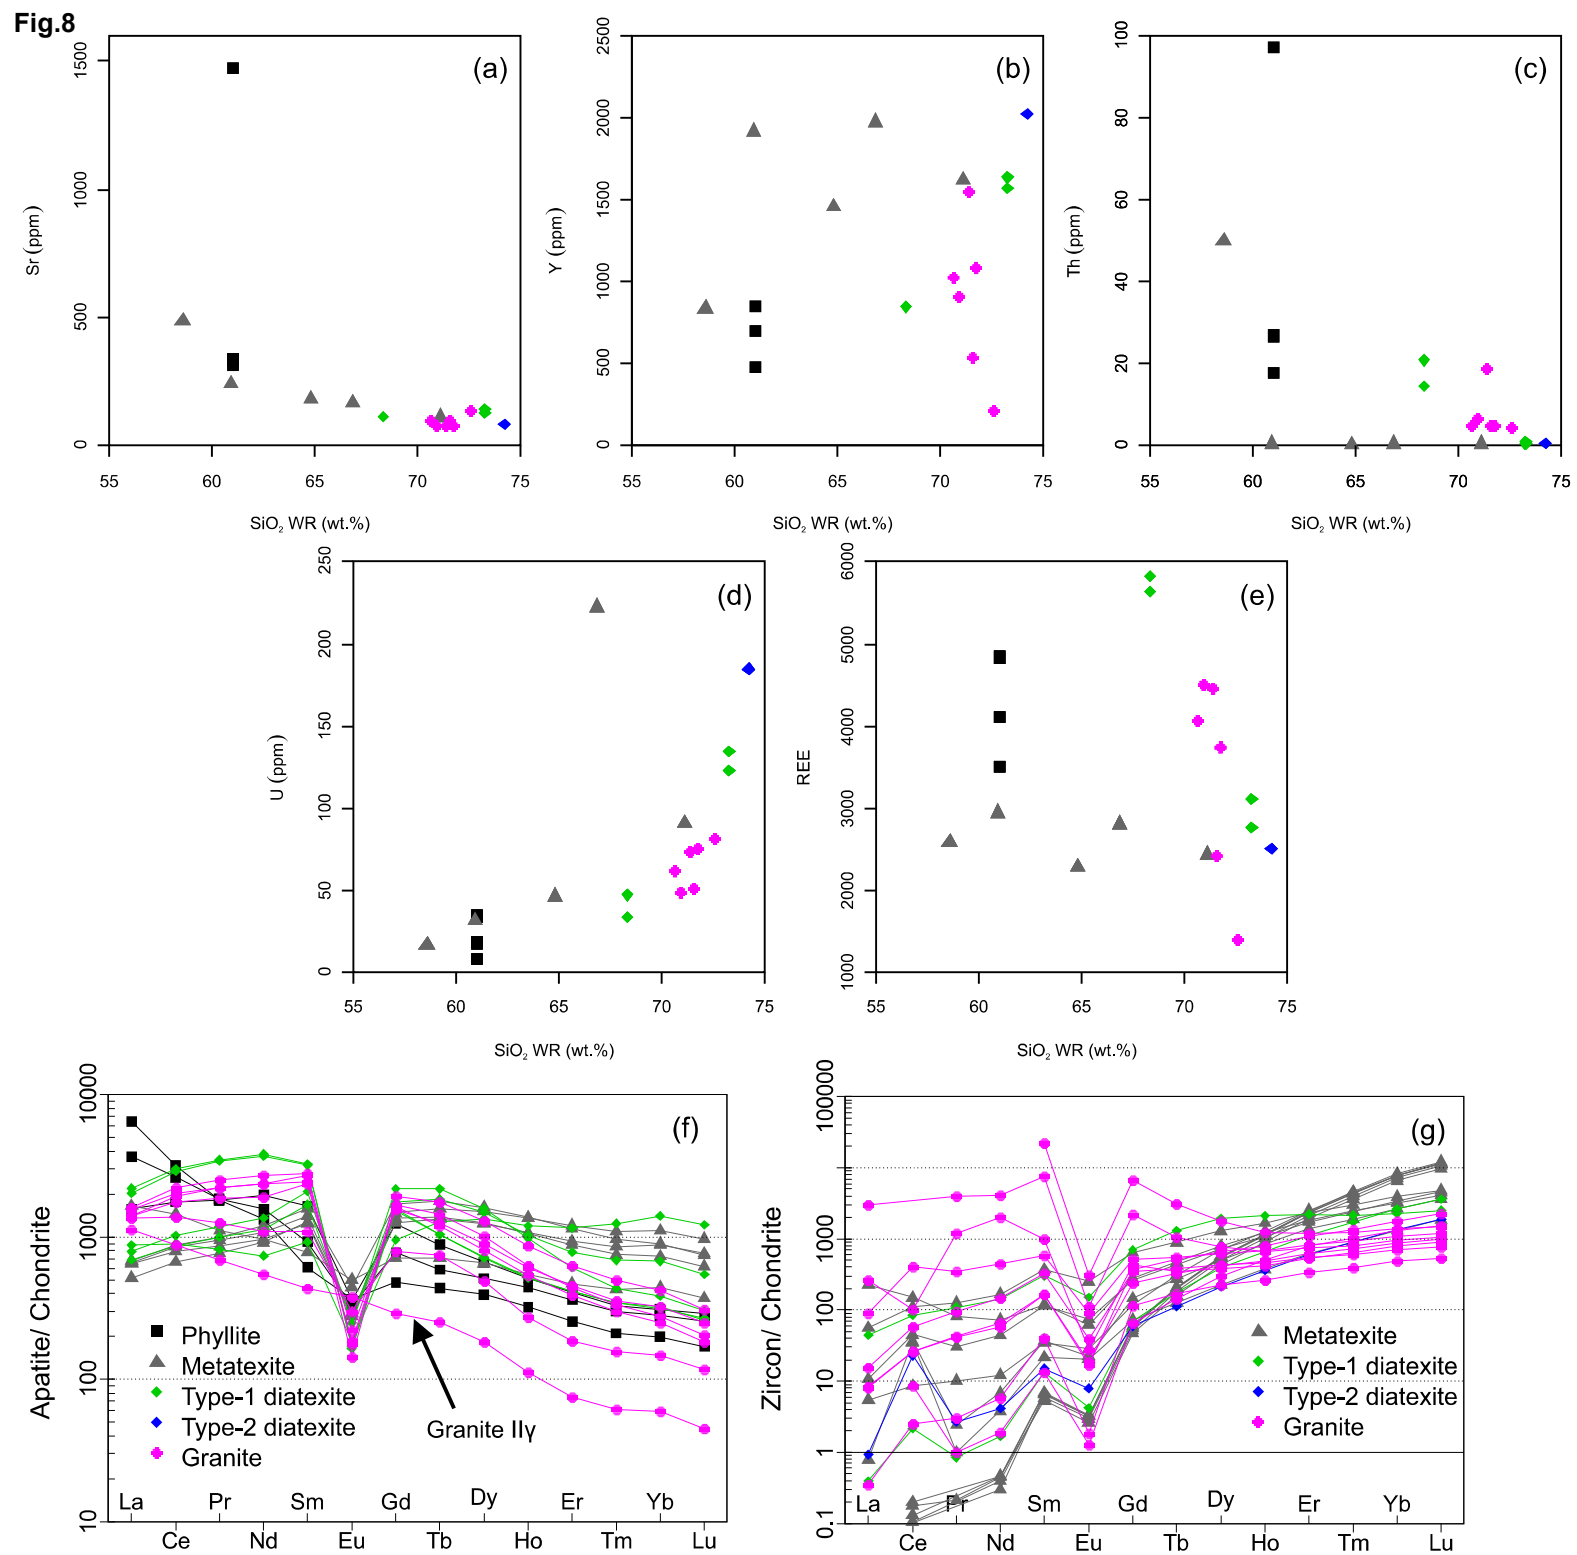 Fig.8
(a)
Sr (ppm)
0
500
1000
1500
55
60
65
70
75
SiO₂ WR (wt.%)
(b)
Y (ppm)
0
500
1000
1500
2000
2500
55
60
65
70
75
SiO₂ WR (wt.%)
(c)
Th (ppm)
0
20
40
60
80
100
55
60
65
70
75
SiO₂ WR (wt.%)
(d)
U (ppm)
0
50
100
150
200
250
55
60
65
70
75
SiO₂ WR (wt.%)
(e)
REE
1000
2000
3000
4000
5000
6000
55
60
65
70
75
SiO₂ WR (wt.%)
(f)
Apatite/ Chondrite
10
100
1000
10000
Phyllite
Metatexite
Type-1 diatexite
Type-2 diatexite
Granite
Granite IIγ
La
Pr
Sm
Gd
Dy
Er
Yb
Ce
Nd
Eu
Tb
Ho
Tm
Lu
(g)
Zircon/ Chondrite
0.1
1
10
100
1000
100000
Metatexite
Type-1 diatexite
Type-2 diatexite
Granite
La
Pr
Sm
Gd
Dy
Er
Yb
Ce
Nd
Eu
Tb
Ho
Tm
Lu